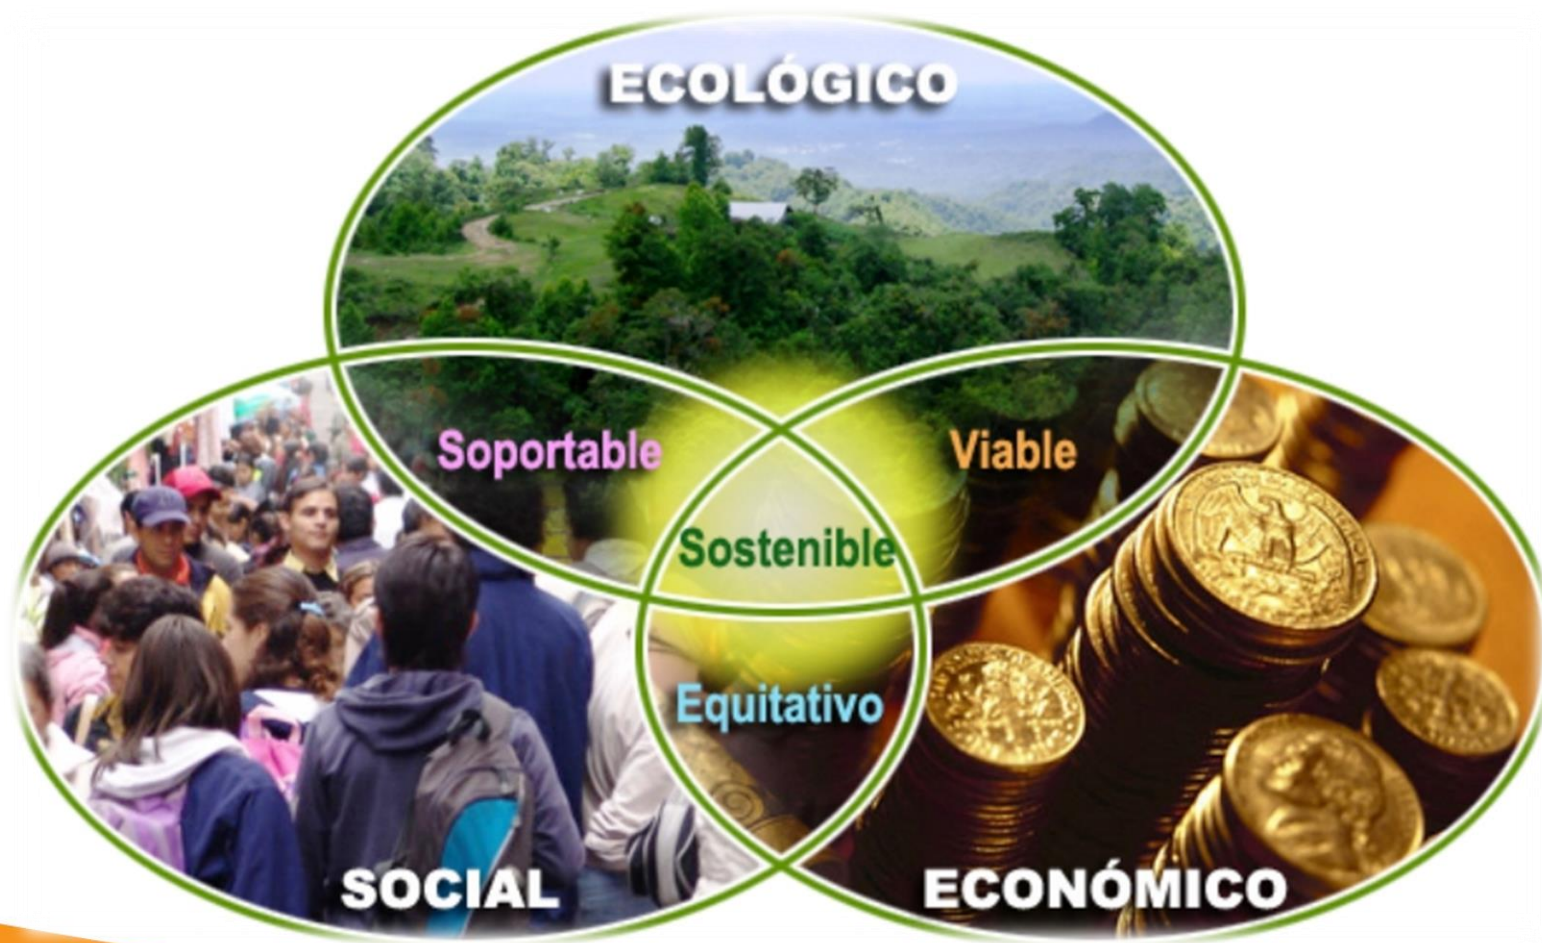 ECOLÓGICO
Soportable
Viable
Sostenible
Equitativo
SOCIAL
ECONÓMICO